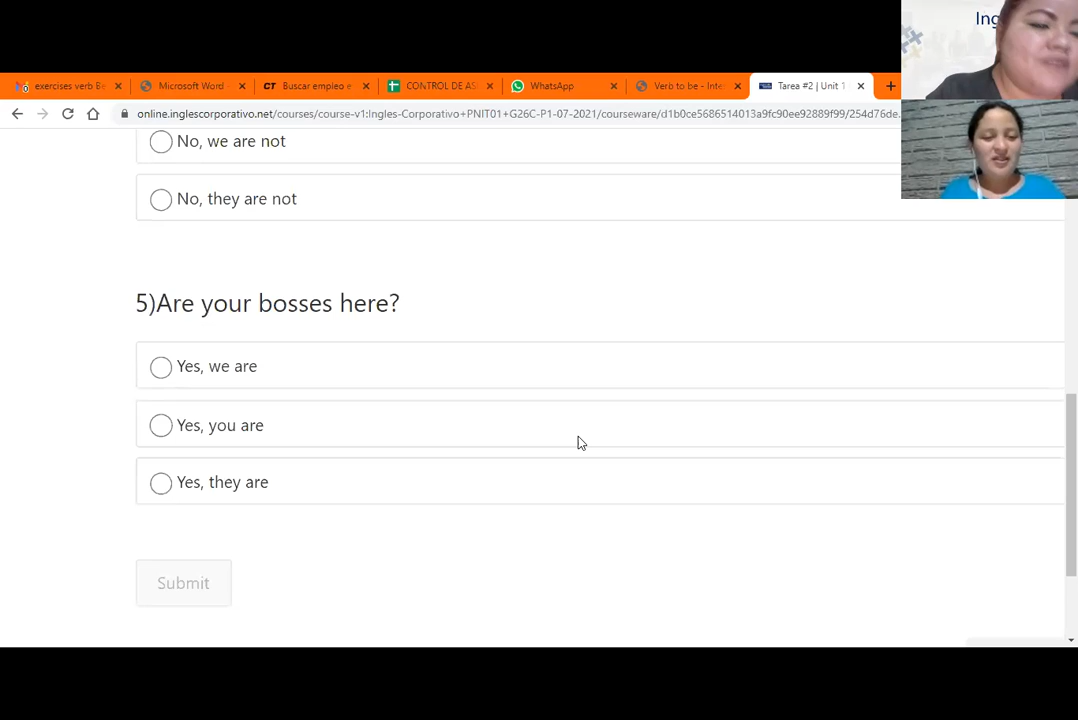 Ing
exercises verb Be
Microsoft Word -
CT Buscar empleo e
CONTROL DE AS
WhatsApp
Verb to be - Inte
Tarea #2 | Unit 1
online.inglescorporativo.net/courses/course-v1:Ingles-Corporativo+PNIT01+G26C-P1-07-2021/courseware/d1b0ce5686514013a9fc90ee92889f99/254d76de
No, we are not
No, they are not
5)Are your bosses here?
Yes, we are
Yes, you are
Yes, they are
Submit